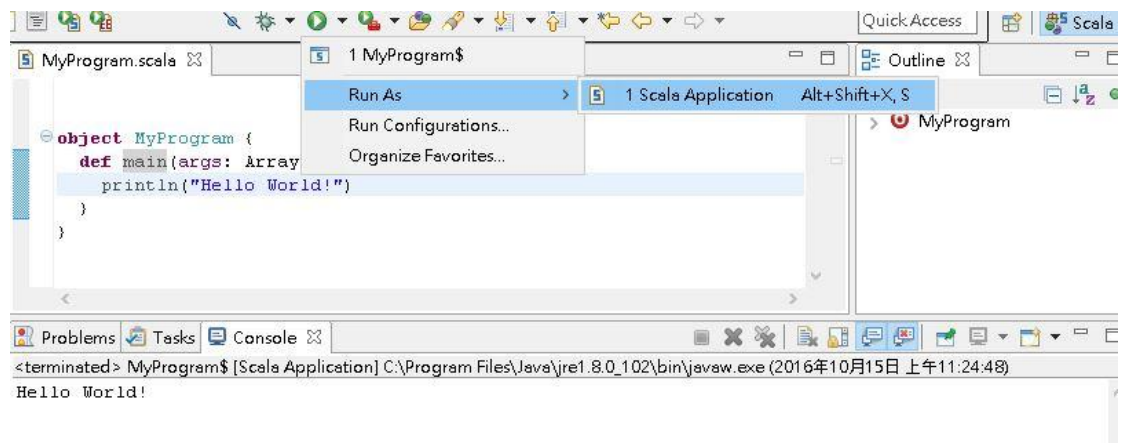 Quick Access
Scala
MyProgram.scala
1 MyProgram$
Outline
Run As
1 Scala Application Alt+Shift+X, S
MyProgram
Run Configurations...
Organize Favorites...
object MyProgram {
def main(args: Array
println("Hello World!")
}
}
Problems Tasks Console
<terminated> MyProgram$ [Scala Application] C:\Program Files\Java\jre1.8.0_102\bin\javaw.exe (2016年10月15日 上午11:24:48)
Hello World!